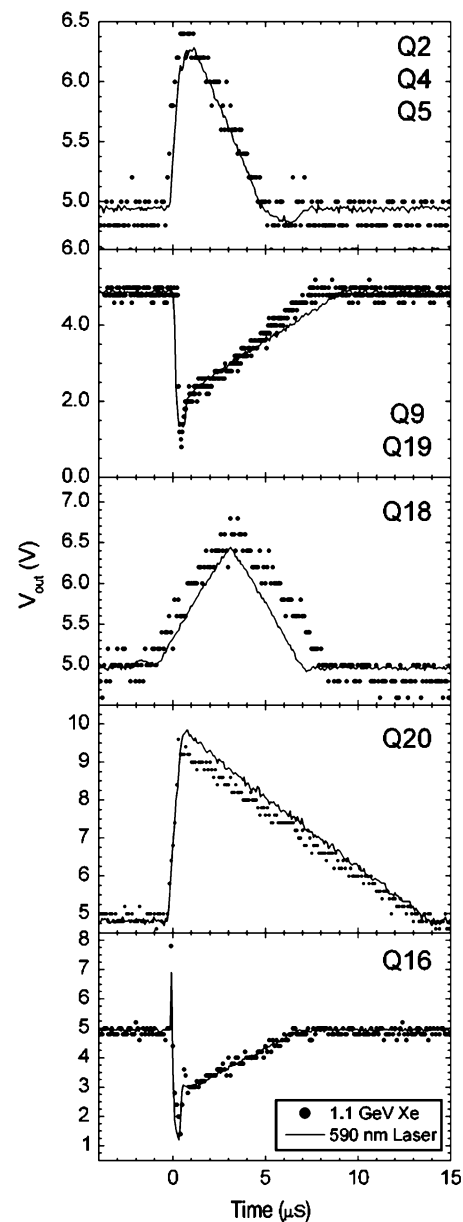 6.5
6.0
5.5
5.0
Q2
Q4
Q5
6.0
4.0
2.0
0.0
Q9
Q19
7.0
6.5
6.0
5.5
5.0
Q18
V_out (V)
10
9
8
7
6
5
Q20
8
7
6
5
4
3
2
1
Q16
1.1 GeV Xe
590 nm Laser
0 5 10 15
Time (μs)